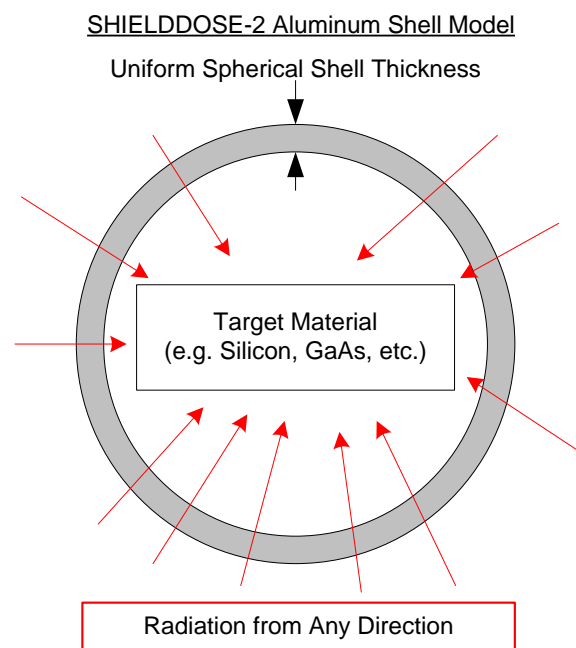 SHIELDDOSE-2 Aluminum Shell Model
Uniform Spherical Shell Thickness
Target Material
(e.g. Silicon, GaAs, etc.)
Radiation from Any Direction